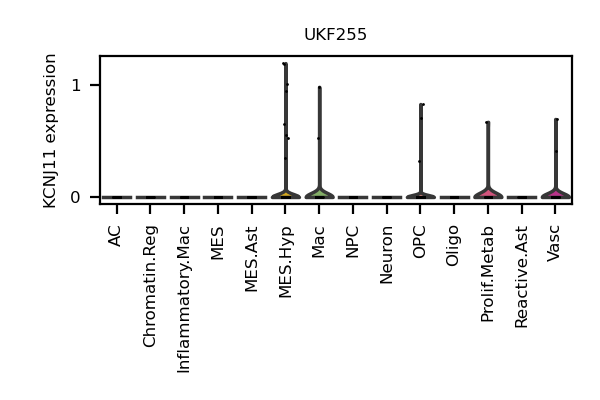 UKF255
KCNJ11 expression
1
0
AC
Chromatin.Reg
Inflammatory.Mac
MES
MES.Ast
MES.Hyp
Mac
NPC
Neuron
OPC
Oligo
Prolif.Metab
Reactive.Ast
Vasc